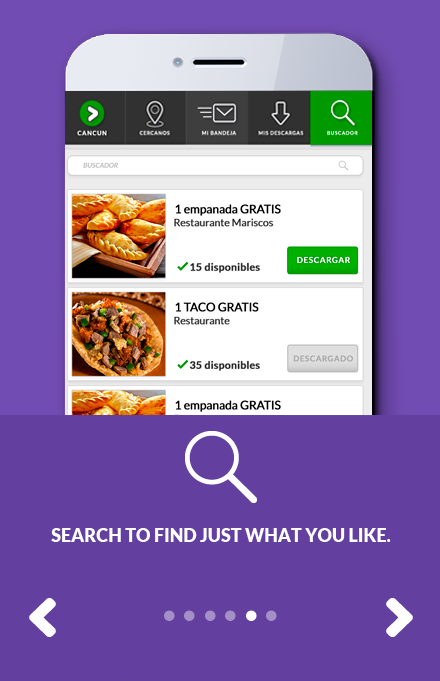 CANCUN
CERCANOS
MI BANDEJA
MIS DESCARGAS
BUSCADOR
BUSCADOR
1 empanada GRATIS
Restaurante Mariscos
15 disponibles
DESCARGAR
1 TACO GRATIS
Restaurante
35 disponibles
DESCARGADO
1 empanada GRATIS
SEARCH TO FIND JUST WHAT YOU LIKE.